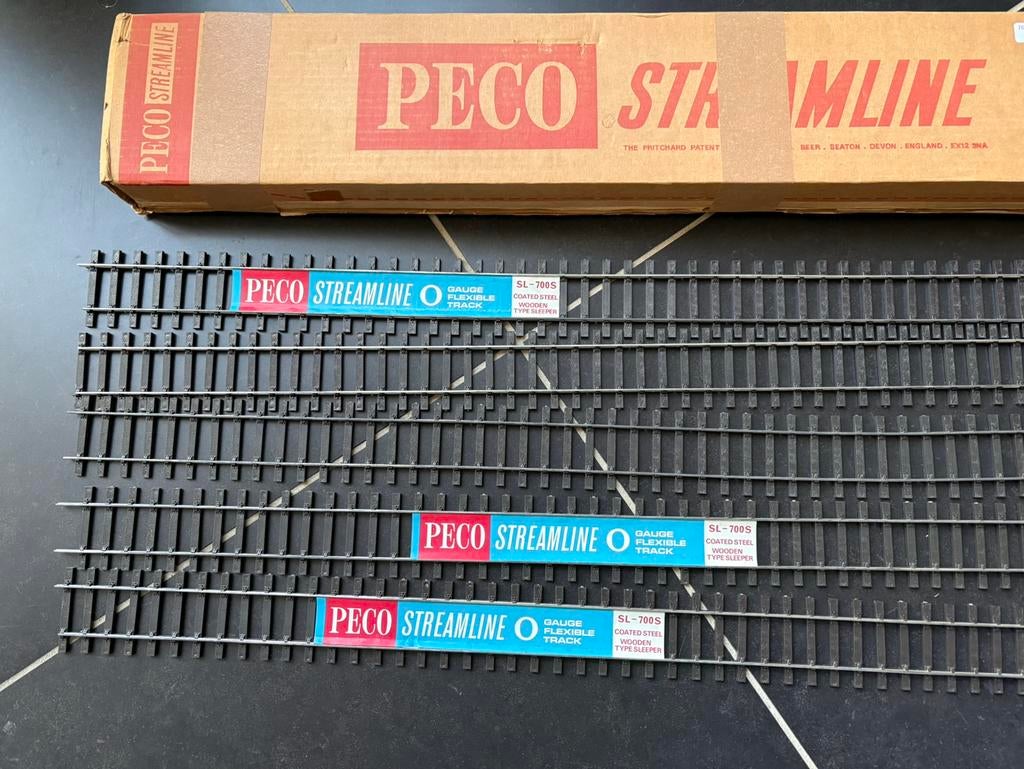 PECO STREAMLINE
PECO STR MLINE
THE PRITCHARD PATENT BEER . SEATON . DEVON . ENGLAND . EX12 3NA
PECO STREAMLINE O GAUGE FLEXIBLE TRACK
SL-700S
COATED STEEL
WOODEN
TYPE SLEEPER
PECO STREAMLINE O GAUGE FLEXIBLE TRACK
SL-700S
COATED STEEL
WOODEN
TYPE SLEEPER
PECO STREAMLINE O GAUGE FLEXIBLE TRACK
SL-700S
COATED STEEL
WOODEN
TYPE SLEEPER